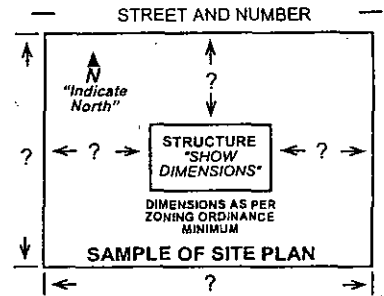 STREET AND NUMBER
?
N
"Indicate
North"
?
? ?
STRUCTURE
"SHOW
DIMENSIONS"
DIMENSIONS AS PER
ZONING ORDINANCE
MINIMUM
SAMPLE OF SITE PLAN
?